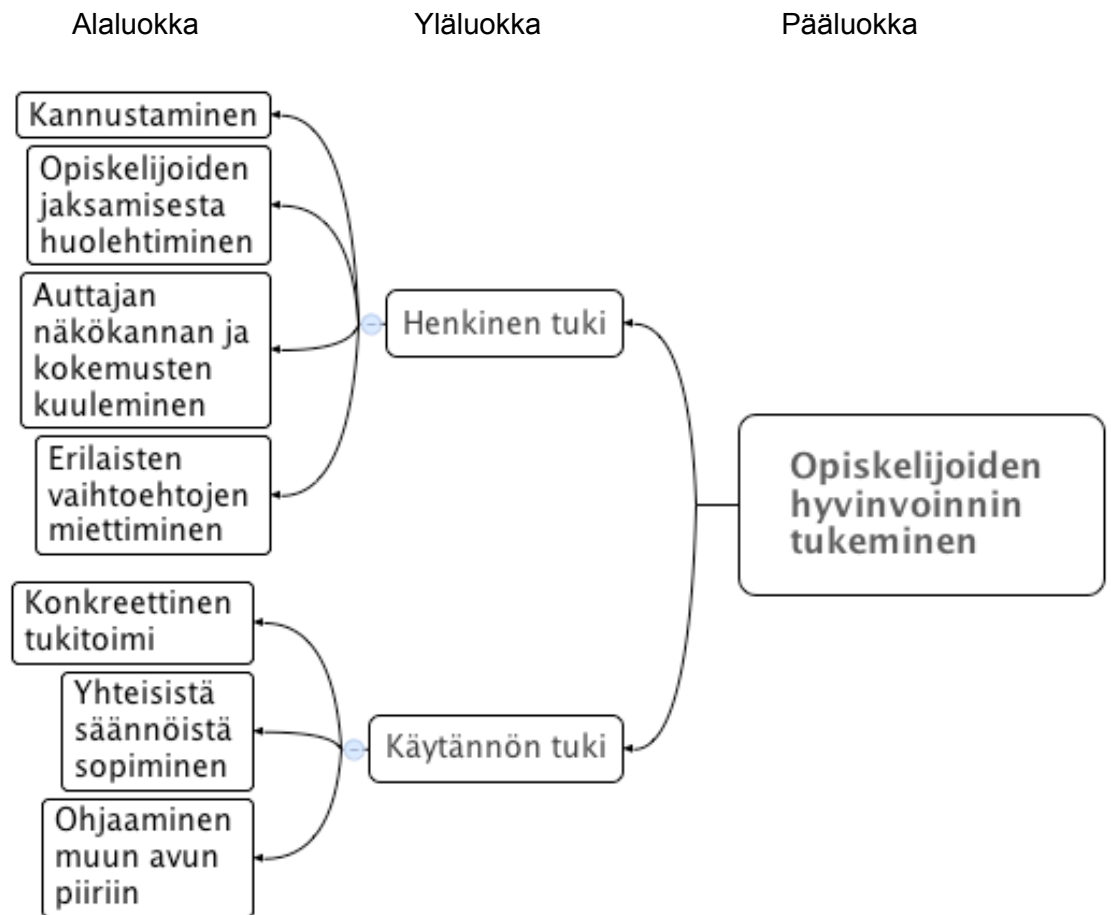 Alaluokka Yläluokka Pääluokka
Kannustaminen
Opiskelijoiden
jaksamisesta
huolehtiminen
Auttajan
näkökannan ja
kokemusten
kuuleminen
Erilaisten
vaihtoehtojen
miettiminen
Henkinen tuki
Opiskelijoiden
hyvinvoinnin
tukeminen
Konkreettinen
tukitoimi
Yhteisistä
säännöistä
sopiminen
Ohjaaminen
muun avun
piiriin
Käytännön tuki